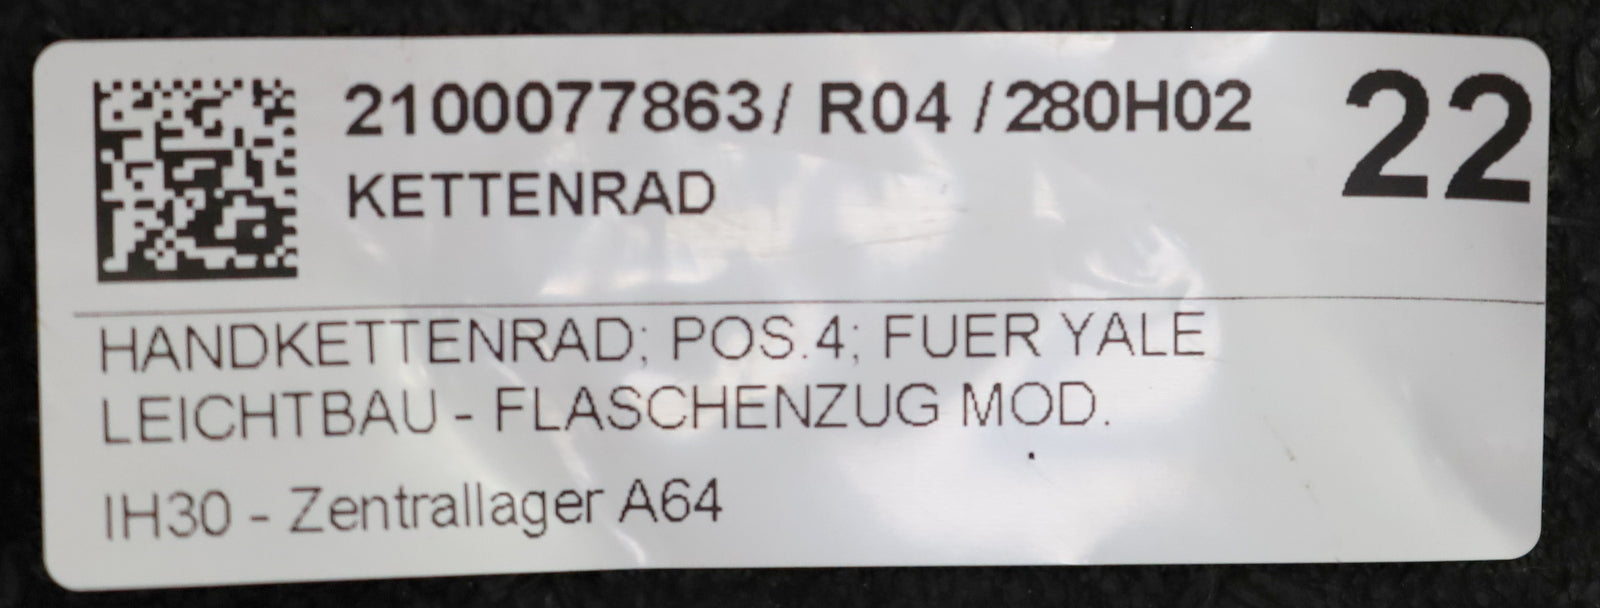 2100077863/ R04 /280H02
22
KETTENRAD
HANDKETTENRAD; POS.4; FUER YALE
LEICHTBAU - FLASCHENZUG MOD.
IH30 - Zentrallager A64